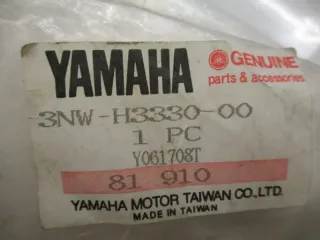 YAMAHA
GENUINE
parts & accessories
3NW-H3330-00
1 PC
Y061708T
81 910
YAMAHA MOTOR TAIWAN CO.,LTD.
MADE IN TAIWAN